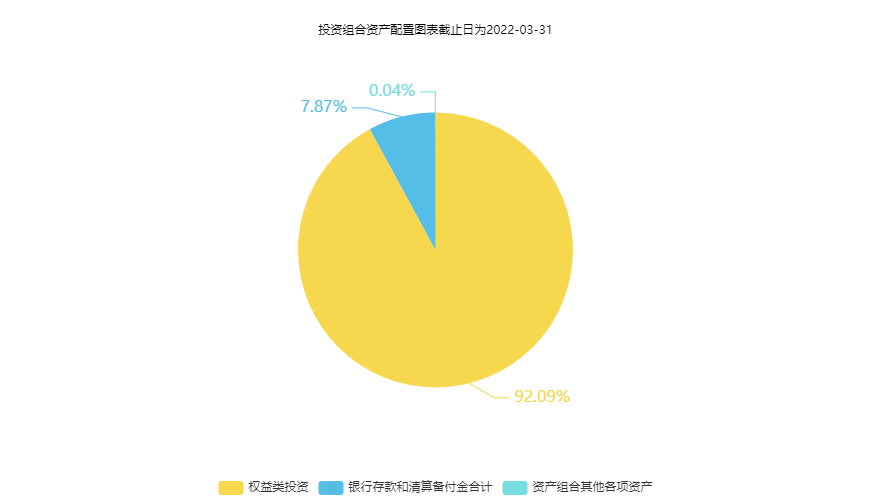 投资组合资产配置图表截止日为2022-03-31
0.04%
7.87%
92.09%
权益类投资 银行存款和清算备付金合计 资产组合其他各项资产